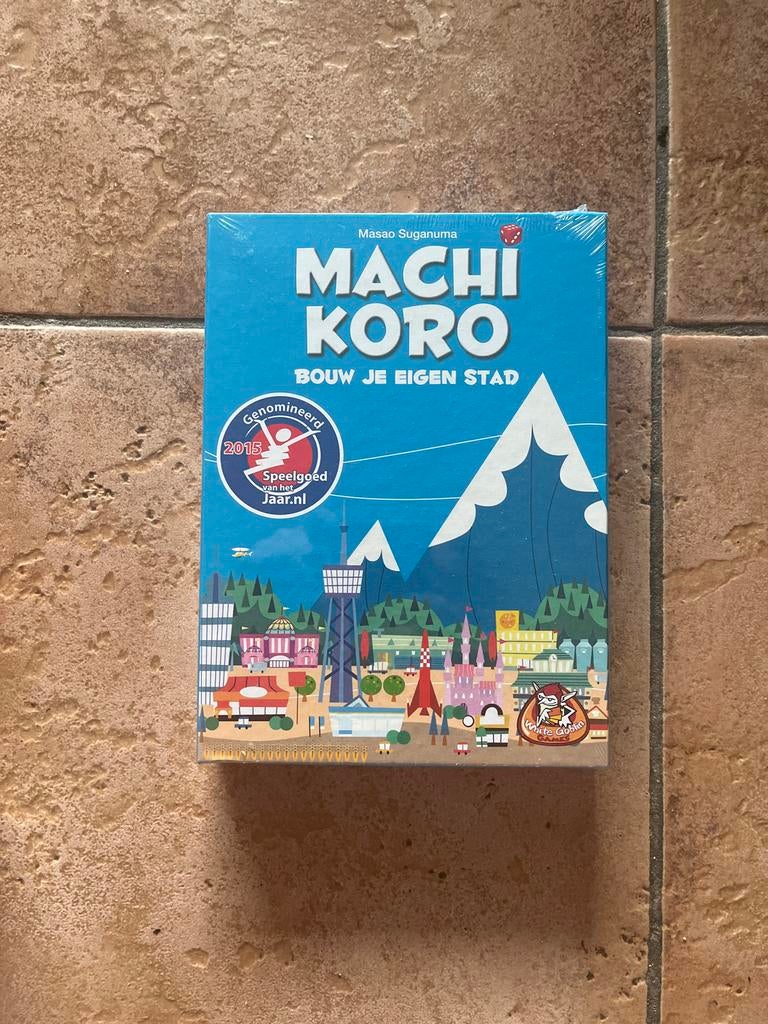 Masao Suganuma
MACHI
KORO
BOUW JE EIGEN STAD
Genomineerd
2015
Speelgoed
van het
Jaar.nl
White Goblin
GAMES